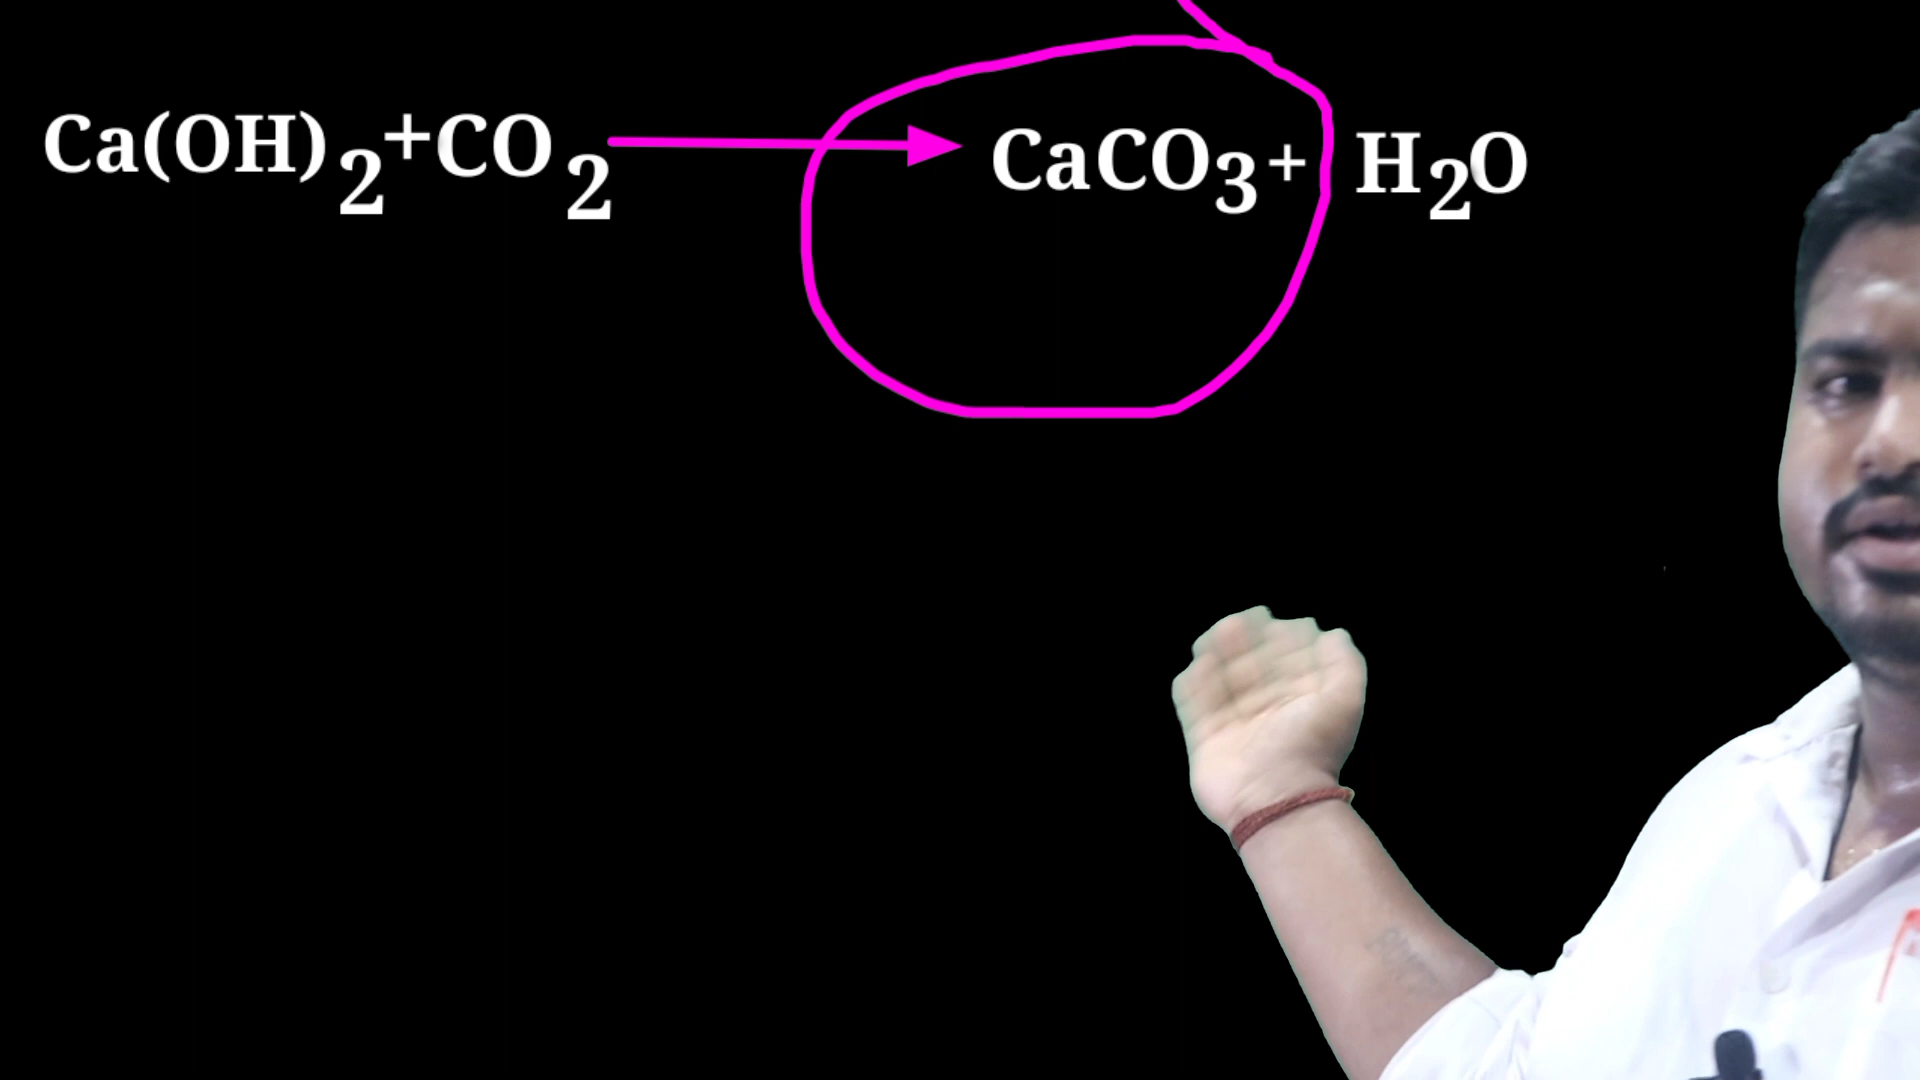 Ca(OH)2+CO2 → CaCO3+ H2O